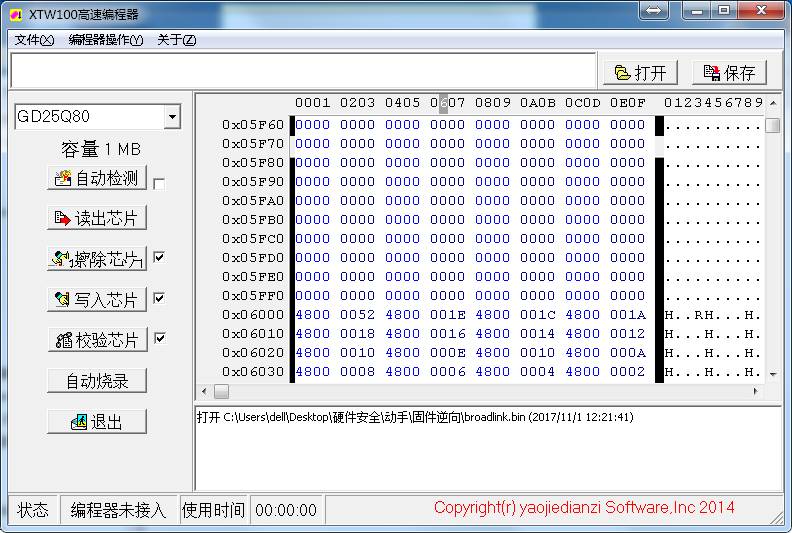 XTW100高速编程器
文件(X) 编程器操作(Y) 关于(Z)
打开 保存
GD25Q80
容量 1 MB
自动检测
读出芯片
擦除芯片
写入芯片
校验芯片
自动烧录
退出
0001 0203 0405 0607 0809 0A0B 0C0D 0E0F 0123456789
0x05F60 0000 0000 0000 0000 0000 0000 0000 0000 ..........
0x05F70 0000 0000 0000 0000 0000 0000 0000 0000 ..........
0x05F80 0000 0000 0000 0000 0000 0000 0000 0000 ..........
0x05F90 0000 0000 0000 0000 0000 0000 0000 0000 ..........
0x05FA0 0000 0000 0000 0000 0000 0000 0000 0000 ..........
0x05FB0 0000 0000 0000 0000 0000 0000 0000 0000 ..........
0x05FC0 0000 0000 0000 0000 0000 0000 0000 0000 ..........
0x05FD0 0000 0000 0000 0000 0000 0000 0000 0000 ..........
0x05FE0 0000 0000 0000 0000 0000 0000 0000 0000 ..........
0x05FF0 0000 0000 0000 0000 0000 0000 0000 0000 ..........
0x06000 4800 0052 4800 001E 4800 001C 4800 001A H..RH...H.
0x06010 4800 0018 4800 0016 4800 0014 4800 0012 H...H...H.
0x06020 4800 0010 4800 000E 4800 0010 4800 000A H...H...H.
0x06030 4800 0008 4800 0006 4800 0004 4800 0002 H...H...H.
打开 C:\Users\dell\Desktop\硬件安全\动手\固件逆向\broadlink.bin (2017/11/1 12:21:41)
状态 编程器未接入 使用时间 00:00:00 Copyright(r) yaojiedianzi Software,Inc 2014